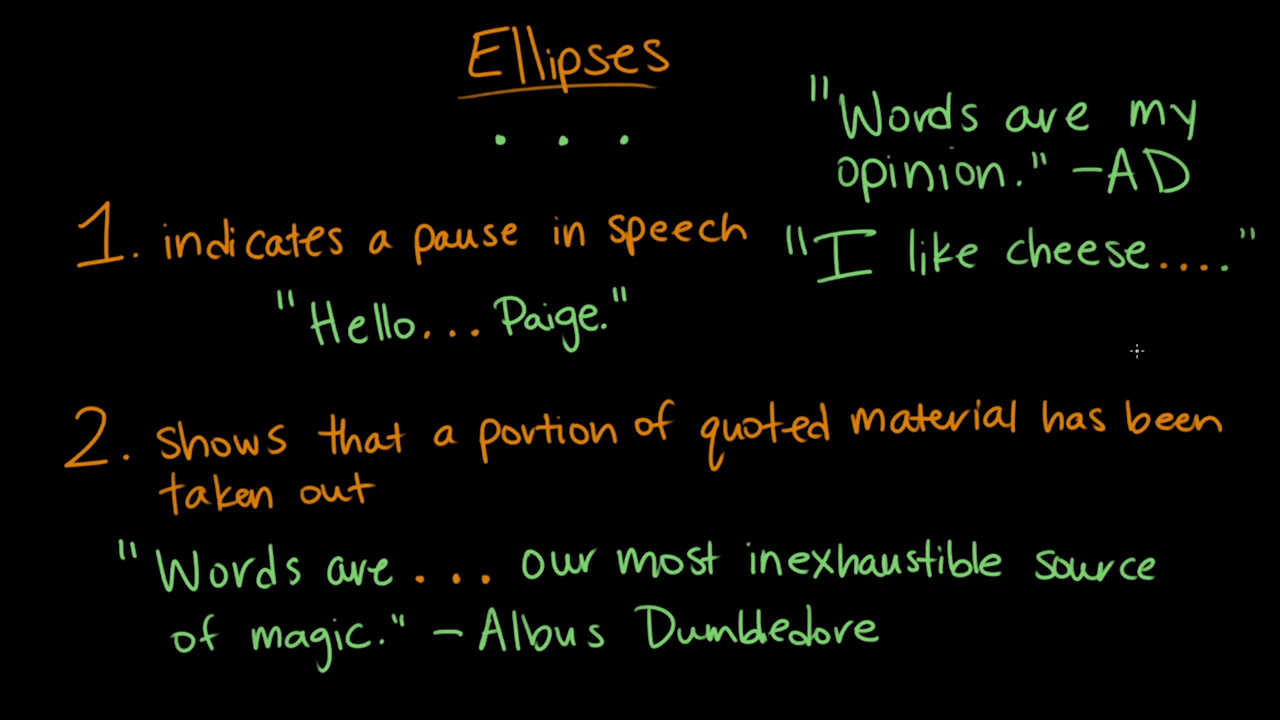 Ellipses
. . .
"Words are my
opinion." -AD
1. indicates a pause in speech
"I like cheese...."
"Hello... Paige."
2. shows that a portion of quoted material has been
taken out
"Words are ... our most inexhaustible source
of magic." - Albus Dumbledore